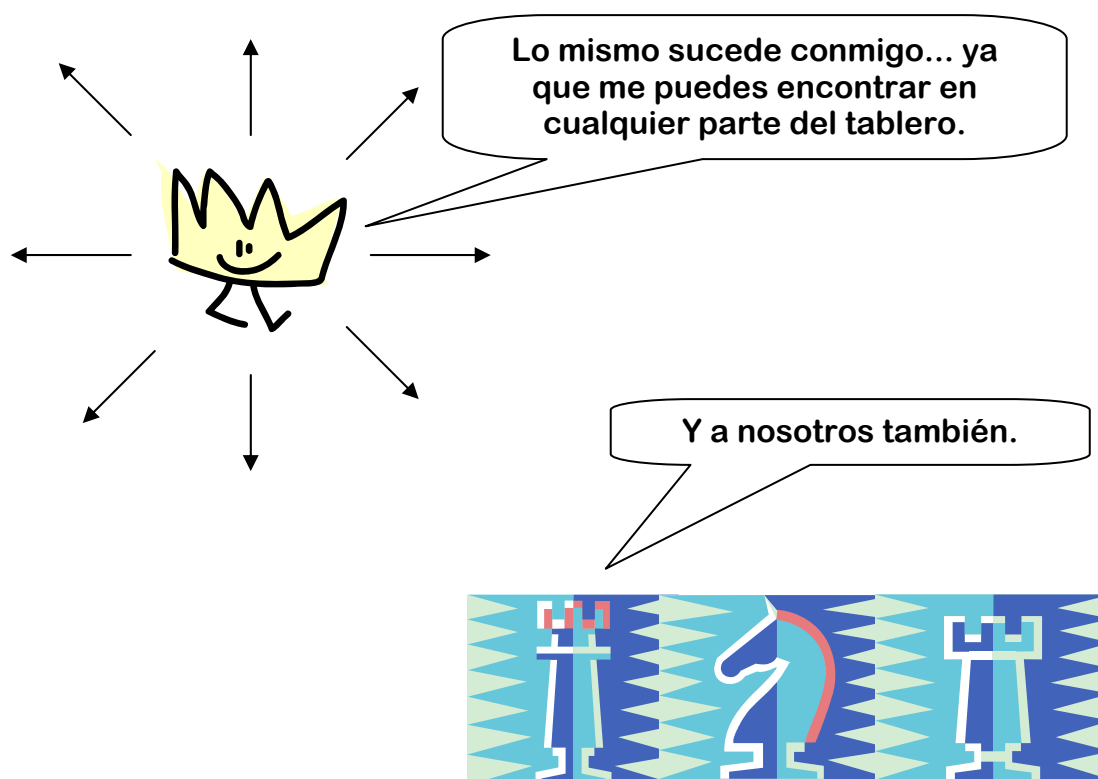 Lo mismo sucede conmigo... ya
que me puedes encontrar en
cualquier parte del tablero.
Y a nosotros también.